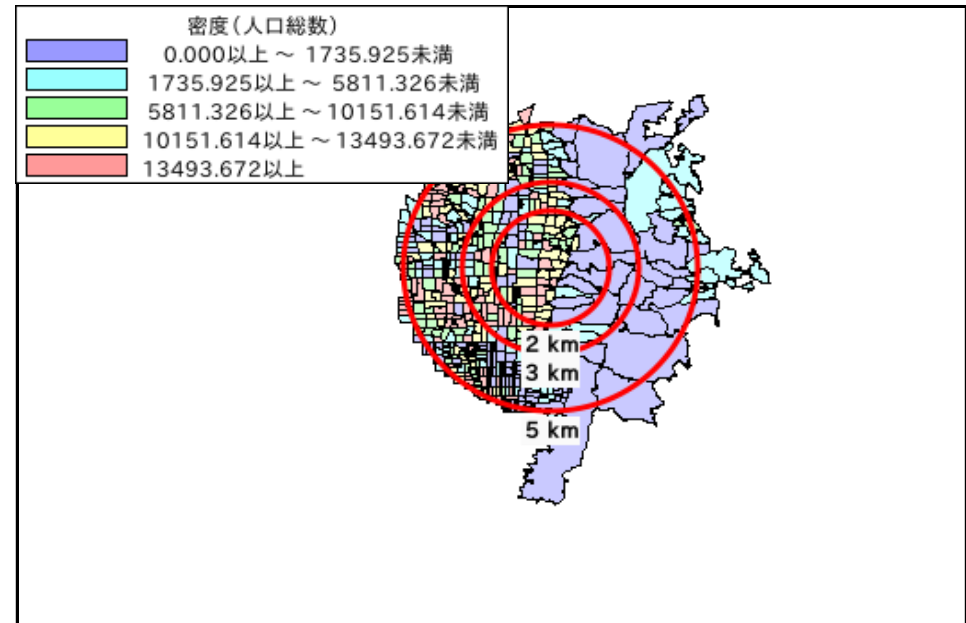 密度(人口総数)
0.000以上 ~ 1735.925未満
1735.925以上 ~ 5811.326未満
5811.326以上 ~ 10151.614未満
10151.614以上 ~ 13493.672未満
13493.672以上
2 km
3 km
5 km